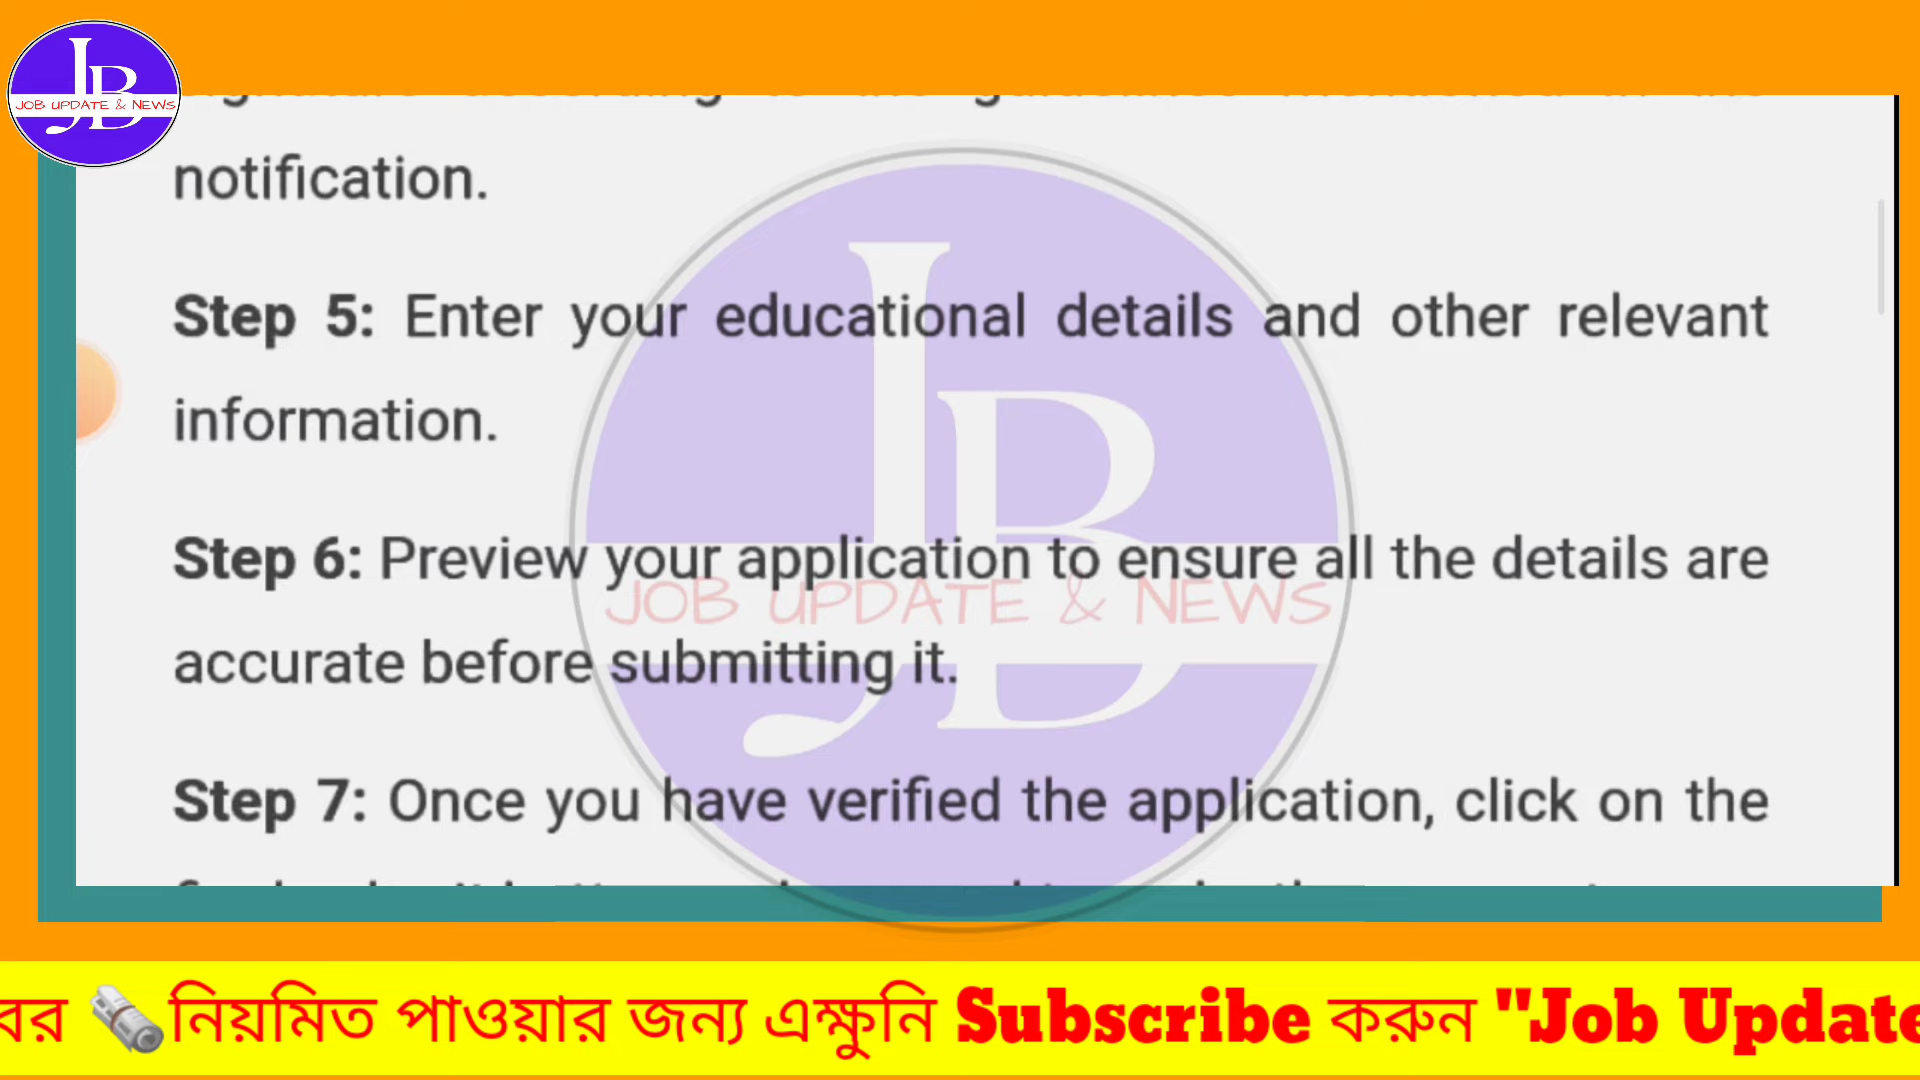 JB
JOB UPDATE & NEWS
notification.
Step 5: Enter your educational details and other relevant
information.
Step 6: Preview your application to ensure all the details are
JOB UPDATE & NEWS
accurate before submitting it.
Step 7: Once you have verified the application, click on the
নিয়মিত পাওয়ার জন্য এক্ষুনি Subscribe করুন "Job Update